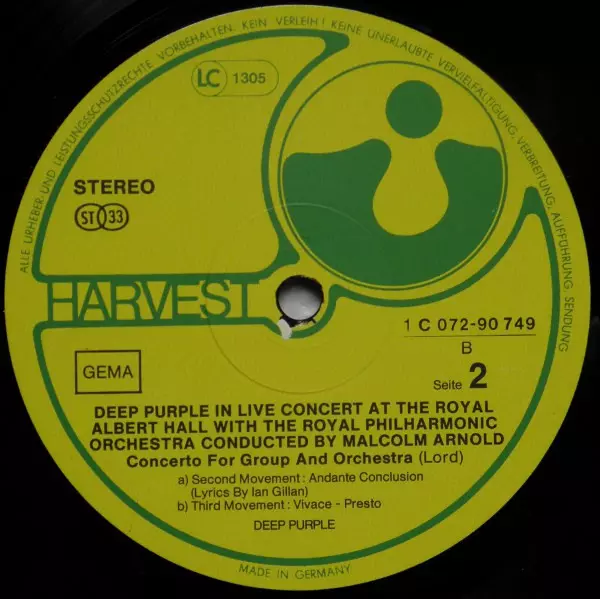 ALLE URHEBER- UND LEISTUNGSSCHUTZRECHTE VORBEHALTEN. KEIN VERLEIH! KEINE UNERLAUBTE VERVIELFÄLTIGUNG, VERBREITUNG, AUFFÜHRUNG, SENDUNG
LC 1305
STEREO
ST 33
HARVEST
1 C 072-90 749
B
Seite 2
GEMA
DEEP PURPLE IN LIVE CONCERT AT THE ROYAL
ALBERT HALL WITH THE ROYAL PHILHARMONIC
ORCHESTRA CONDUCTED BY MALCOLM ARNOLD
Concerto For Group And Orchestra (Lord)
a) Second Movement: Andante Conclusion
(Lyrics By Ian Gillan)
b) Third Movement: Vivace - Presto
DEEP PURPLE
MADE IN GERMANY